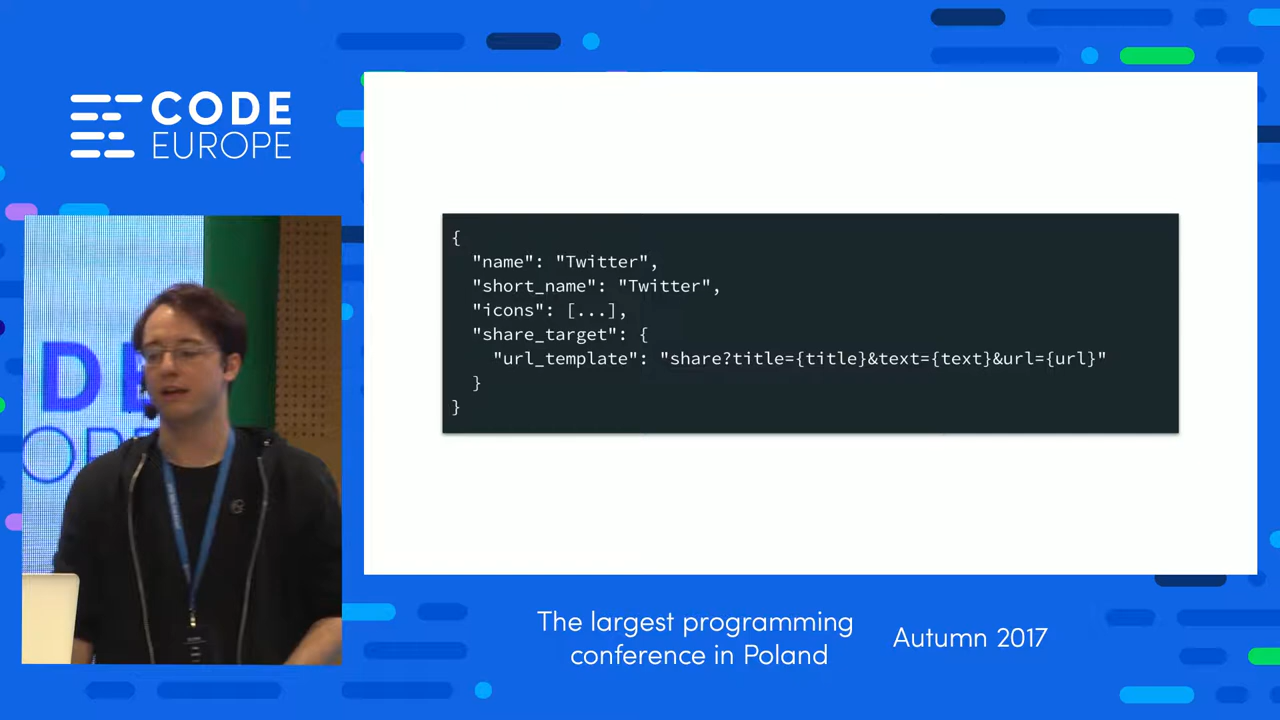 CODE
EUROPE
{
"name": "Twitter",
"short_name": "Twitter",
"icons": [...],
"share_target": {
"url_template": "share?title={title}&text={text}&url={url}"
}
}
The largest programming
conference in Poland
Autumn 2017